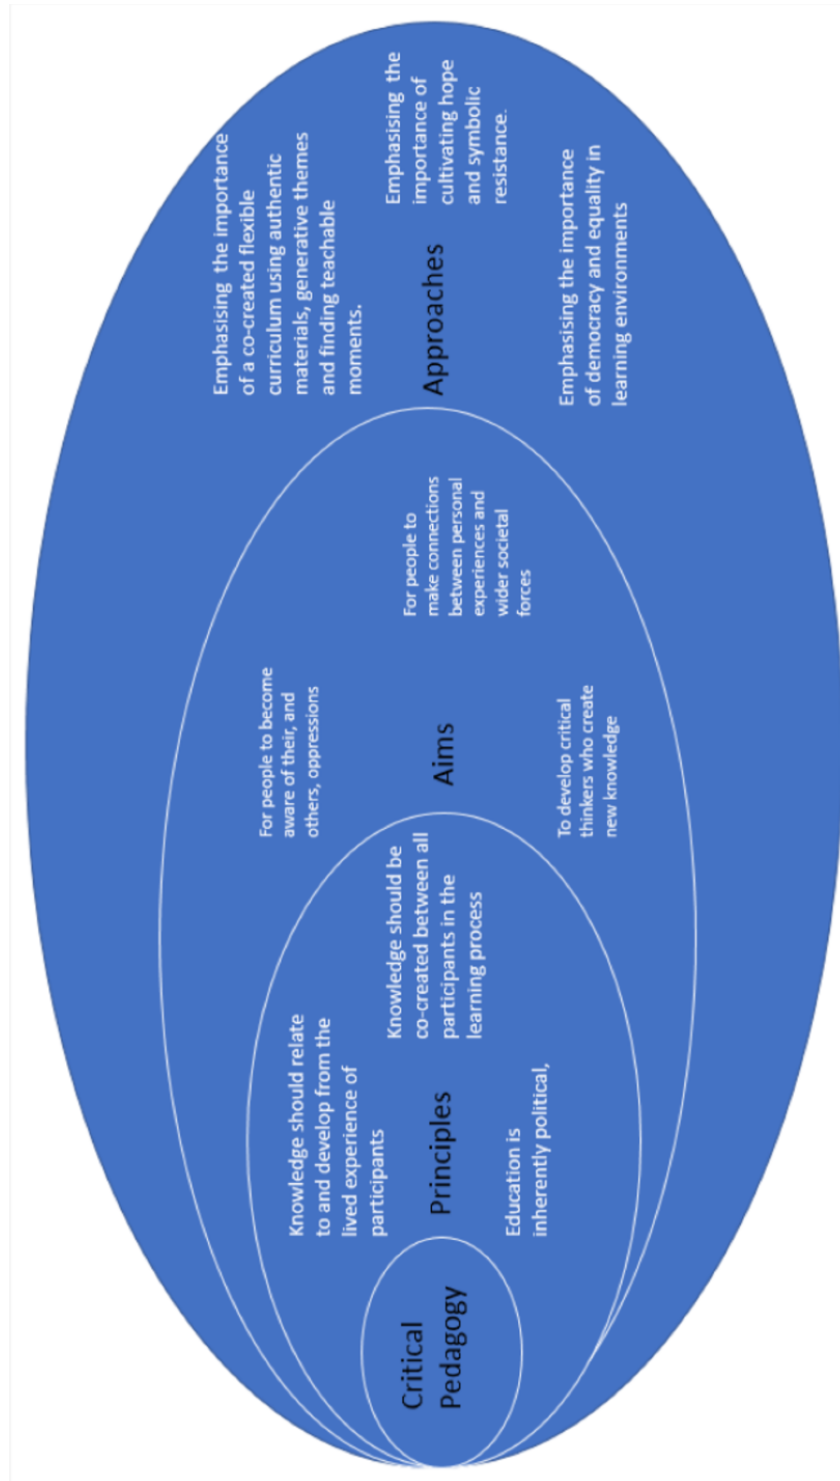 Critical
Pedagogy
Principles
Knowledge should relate
to and develop from the
lived experience of
participants
Knowledge should be
co-created between all
participants in the
learning process
Education is
inherently political,
Aims
For people to become
aware of their, and
others, oppressions
For people to
make connections
between personal
experiences and
wider societal
forces
To develop critical
thinkers who create
new knowledge
Approaches
Emphasising the importance
of a co-created flexible
curriculum using authentic
materials, generative themes
and finding teachable
moments.
Emphasising the
importance of
cultivating hope
and symbolic
resistance.
Emphasising the importance
of democracy and equality in
learning environments